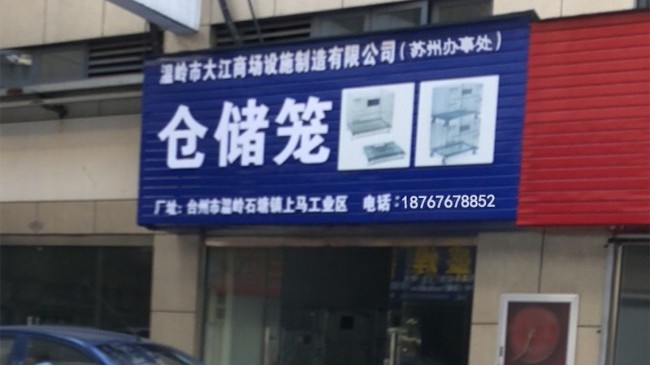 温岭市大江商场设施制造有限公司(苏州办事处)
仓储笼
厂址:台州市温岭石塘镇上马工业区 电话:18767678852